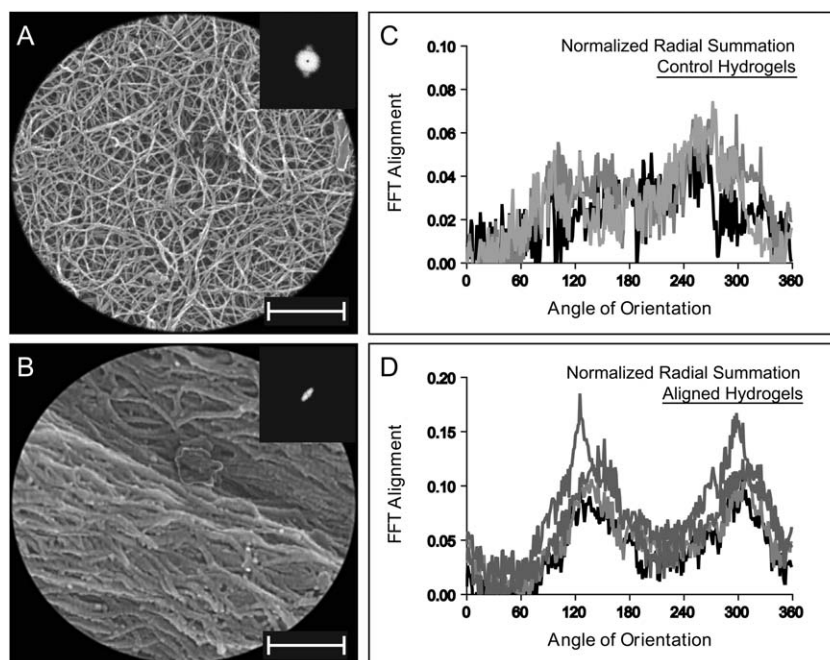 A
B
C
Normalized Radial Summation
Control Hydrogels
0.10
0.08
0.06
0.04
0.02
0.00
FFT Alignment
0 60 120 180 240 300 360
Angle of Orientation
D
Normalized Radial Summation
Aligned Hydrogels
0.20
0.15
0.10
0.05
0.00
FFT Alignment
0 60 120 180 240 300 360
Angle of Orientation